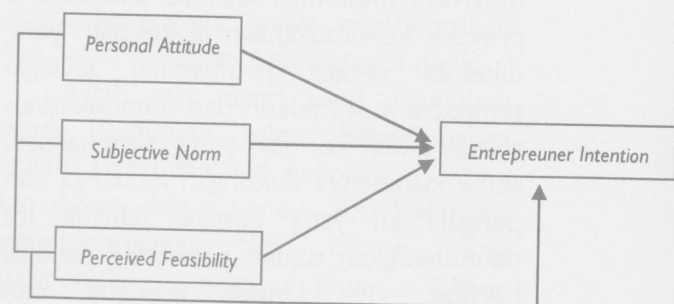 Personal Attitude
Subjective Norm
Entrepreuner Intention
Perceived Feasibility